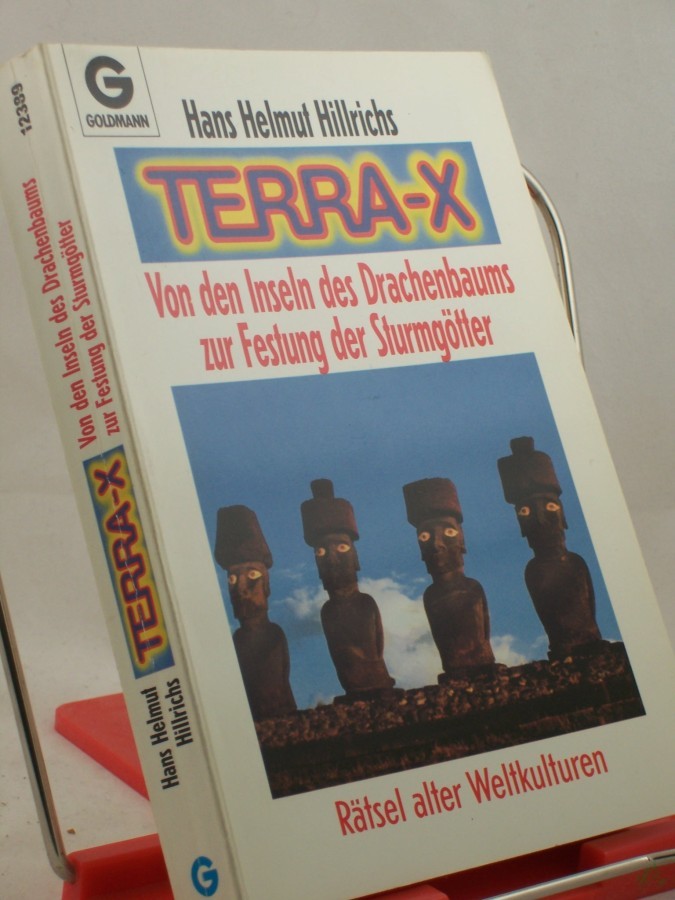 G
GOLDMANN
Hans Helmut Hillrichs
TERRA-X
Von den Inseln des Drachenbaums
zur Festung der Sturmgötter
Rätsel alter Weltkulturen
12389
Von den Inseln des Drachenbaums
zur Festung der Sturmgötter
TERRA-X
Hans Helmut
Hillrichs
G